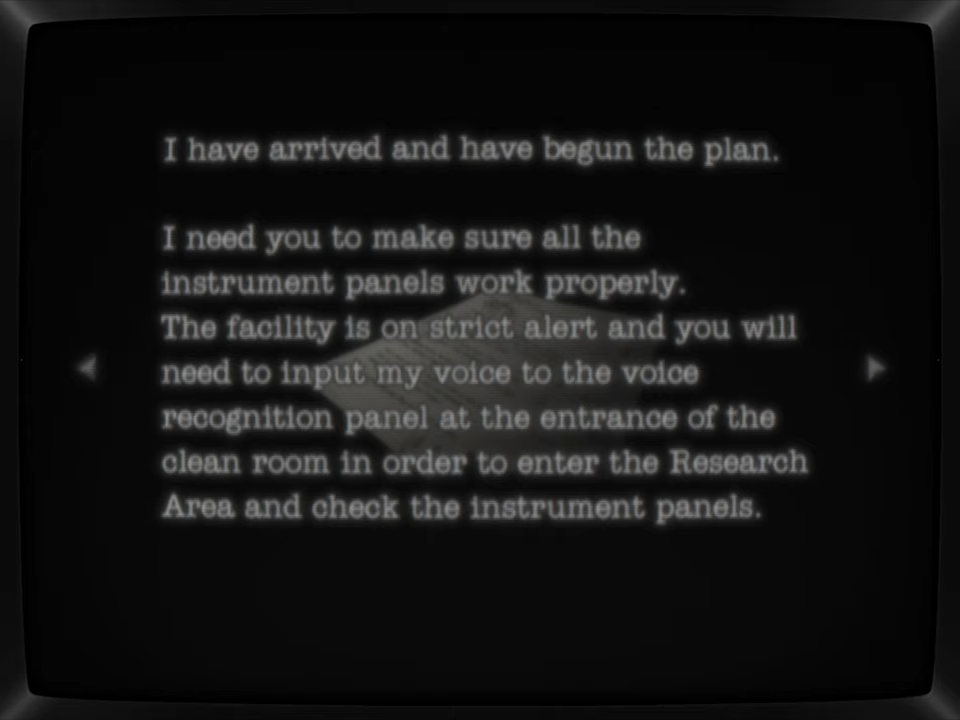 I have arrived and have begun the plan.
I need you to make sure all the
instrument panels work properly.
The facility is on strict alert and you will
need to input my voice to the voice
recognition panel at the entrance of the
clean room in order to enter the Research
Area and check the instrument panels.